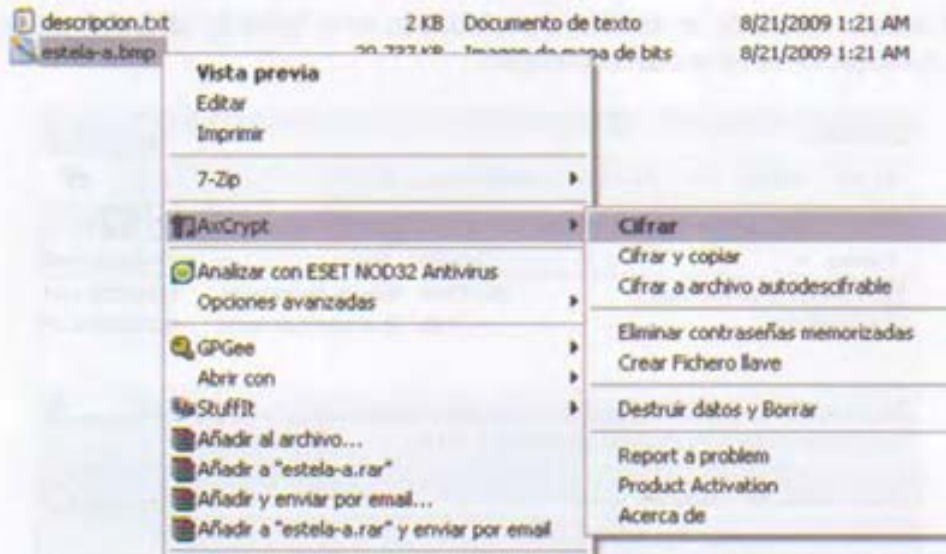 descripcion.txt 2 KB Documento de texto 8/21/2009 1:21 AM
estela-a.bmp 29.737 KB Imagen de mapa de bits 8/21/2009 1:21 AM
Vista previa
Editar
Imprimir
7-Zip
AxCrypt
Analizar con ESET NOD32 Antivirus
Opciones avanzadas
GPGee
Abrir con
StuffIt
Añadir al archivo...
Añadir a "estela-a.rar"
Añadir y enviar por email...
Añadir a "estela-a.rar" y enviar por email
Cifrar
Cifrar y copiar
Cifrar a archivo autodescifrable
Eliminar contraseñas memorizadas
Crear Fichero llave
Destruir datos y Borrar
Report a problem
Product Activation
Acerca de